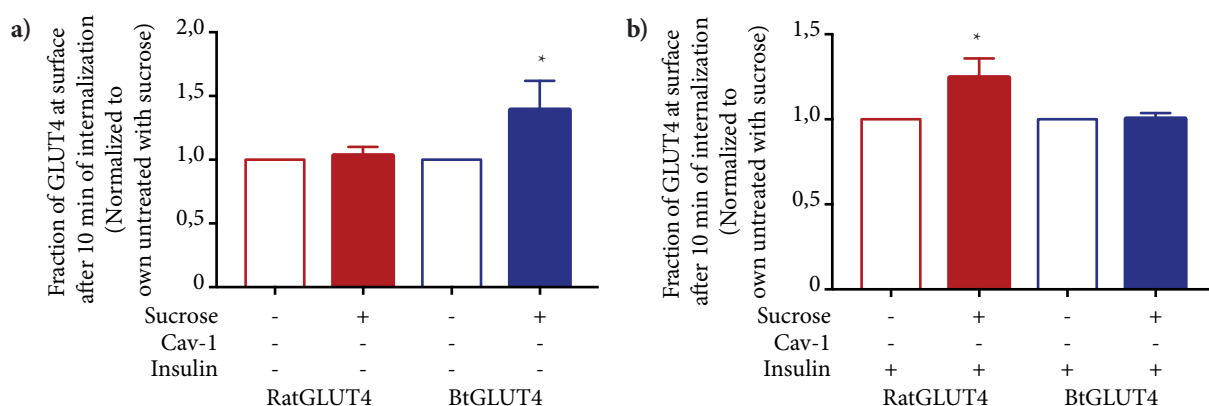 a)
Fraction of GLUT4 at surface
after 10 min of internalization
(Normalized to
own untreated with sucrose)
2,0
1,5
1.0
0,5
0
*
Sucrose - + - +
Cav-1 - - - -
Insulin - - - -
RatGLUT4 BtGLUT4
b)
Fraction of GLUT4 at surface
after 10 min of internalization
(Normalized to
own untreated with sucrose)
1,5
1,0
0,5
0
*
Sucrose - + - +
Cav-1 - - - -
Insulin + + + +
RatGLUT4 BtGLUT4